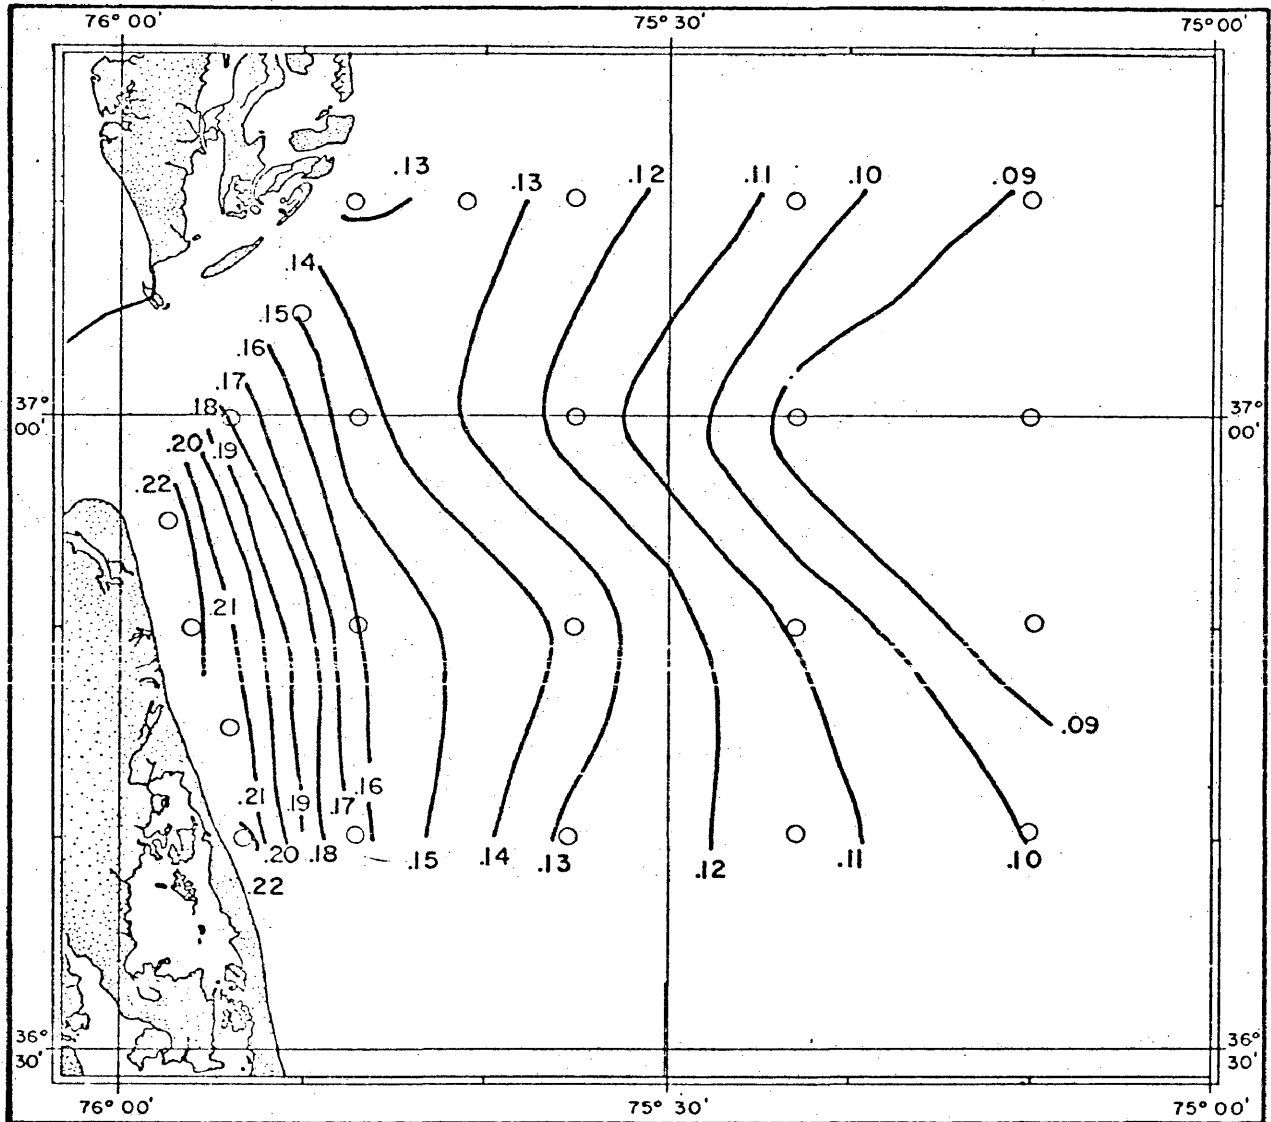 76° 00' 75° 30' 75° 00'
.13 .13 .12 .11 .10 .09
.14
.15
.16
.17
.18
37° 00' 37° 00'
.20 .19
.22
.21
.09
.16
.21 .19 .17
.20 .18 .15 .14 .13 .12 .11 .10
.22
36° 30' 36° 30'
76° 00' 75° 30' 75° 00'